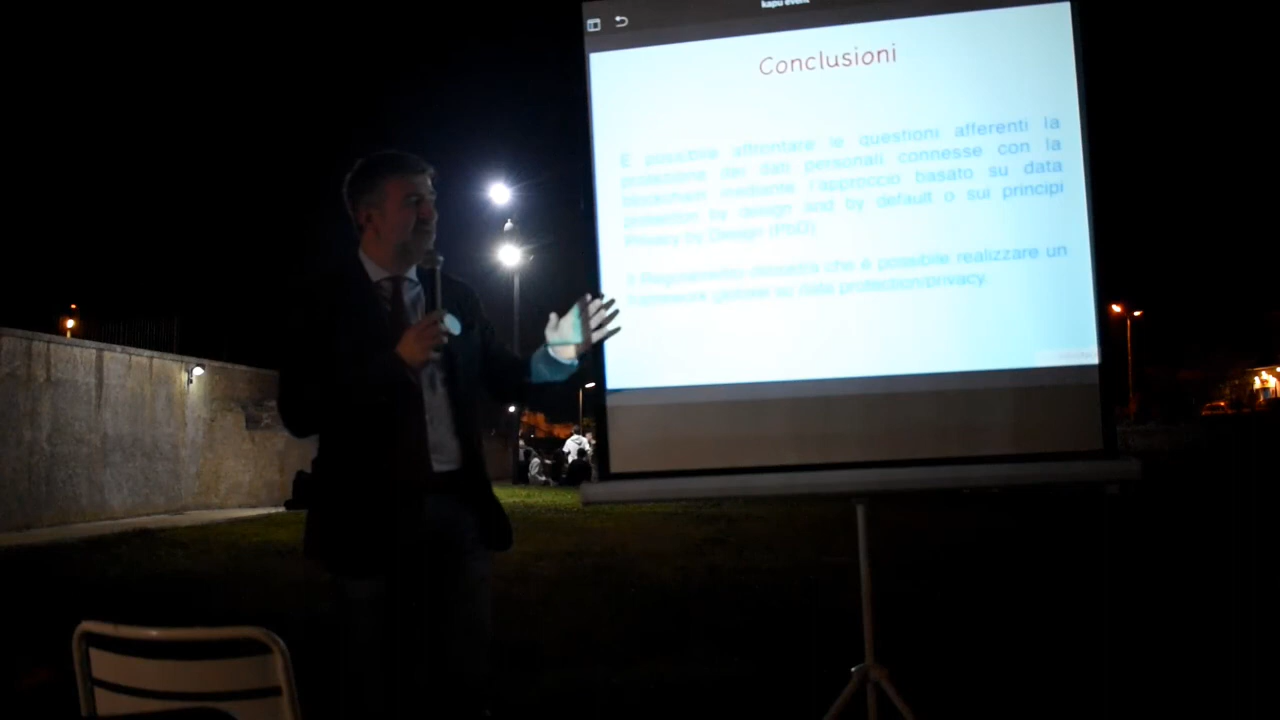 kapu event
Conclusioni
È possibile affrontare le questioni afferenti la
protezione dei dati personali connesse con la
blockchain mediante l'approccio basato su data
protection by design and by default o sui principi
Privacy by Design (PbD)
Il Regolamento dimostra che è possibile realizzare un
framework globale su data protection/privacy.